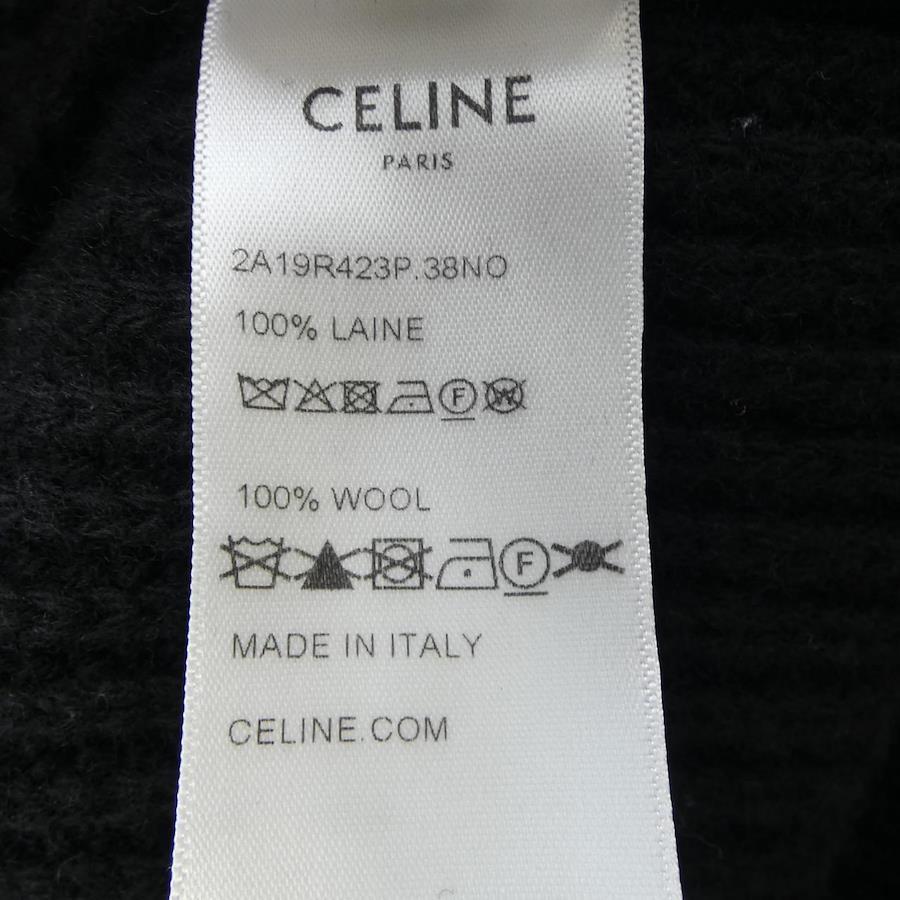 CELINE
PARIS
2A19R423P.38NO
100% LAINE
F W
100% WOOL
F
MADE IN ITALY
CELINE.COM